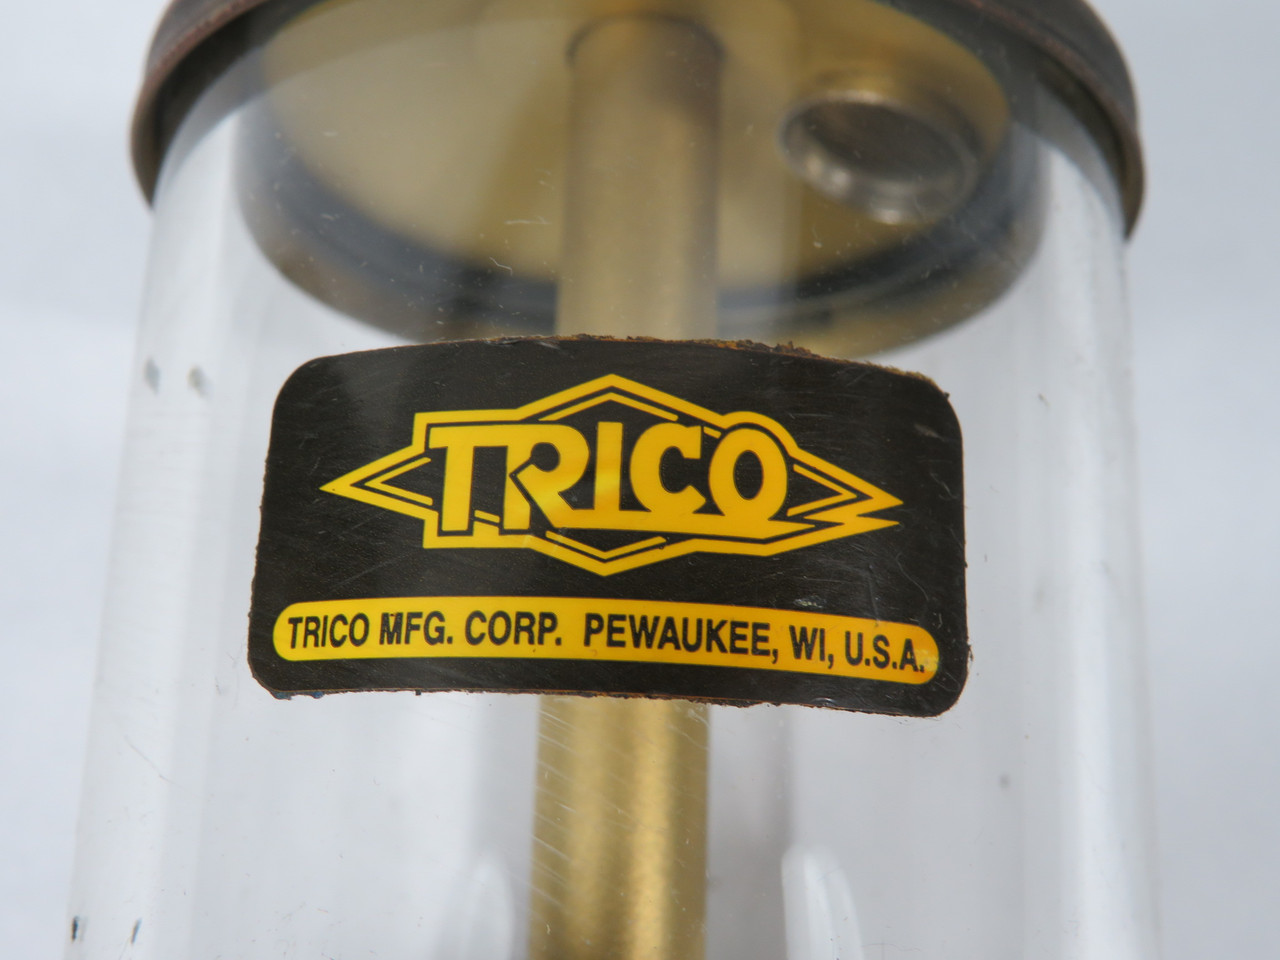 TRICO
TRICO MFG. CORP. PEWAUKEE, WI, U.S.A.